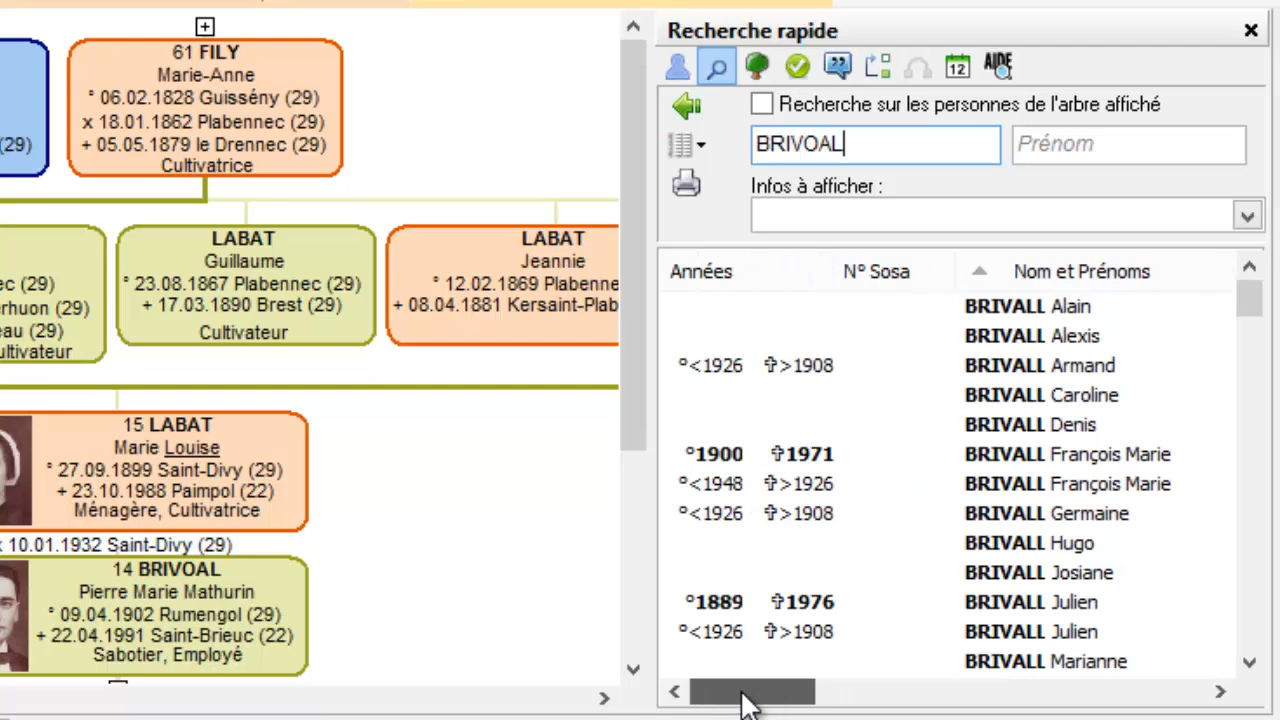 61 FILY
Marie-Anne
° 06.02.1828 Guissény (29)
x 18.01.1862 Plabennec (29)
+ 05.05.1879 le Drennec (29)
Cultivatrice
(29)
ec (29)
erhuon (29)
eau (29)
ultivateur
LABAT
Guillaume
° 23.08.1867 Plabennec (29)
+ 17.03.1890 Brest (29)
Cultivateur
LABAT
Jeannie
° 12.02.1869 Plabenne
+ 08.04.1881 Kersaint-Plab
15 LABAT
Marie Louise
° 27.09.1899 Saint-Divy (29)
+ 23.10.1988 Paimpol (22)
Ménagère, Cultivatrice
x 10.01.1932 Saint-Divy (29)
14 BRIVOAL
Pierre Marie Mathurin
° 09.04.1902 Rumengol (29)
+ 22.04.1991 Saint-Brieuc (22)
Sabotier, Employé
Recherche rapide
12
AIDE
Recherche sur les personnes de l'arbre affiché
BRIVOAL Prénom
Infos à afficher :
Années N° Sosa Nom et Prénoms
BRIVALL Alain
BRIVALL Alexis
°<1926 ✞>1908 BRIVALL Armand
BRIVALL Caroline
BRIVALL Denis
°1900 ✞1971 BRIVALL François Marie
°<1948 ✞>1926 BRIVALL François Marie
°<1926 ✞>1908 BRIVALL Germaine
BRIVALL Hugo
BRIVALL Josiane
°1889 ✞1976 BRIVALL Julien
°<1926 ✞>1908 BRIVALL Julien
BRIVALL Marianne